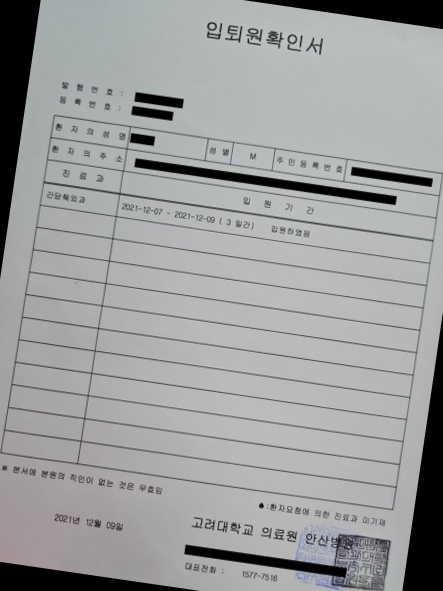 입퇴원확인서
발 행 번 호 :
등 록 번 호 :
환 자 의 성 명 성 별 M 주 민 등 록 번 호
환 자 의 주 소
진 료 과 입 원 기 간
간담췌외과 2021-12-07 - 2021-12-09 ( 3 일간) 입원하였음
※ 본서에 본원의 직인이 없는 것은 무효임
♠:환자요청에 의한 진료과 미기재
2021년 12월 09일
고려대학교 의료원 안산병원
대표전화 : 1577-7516